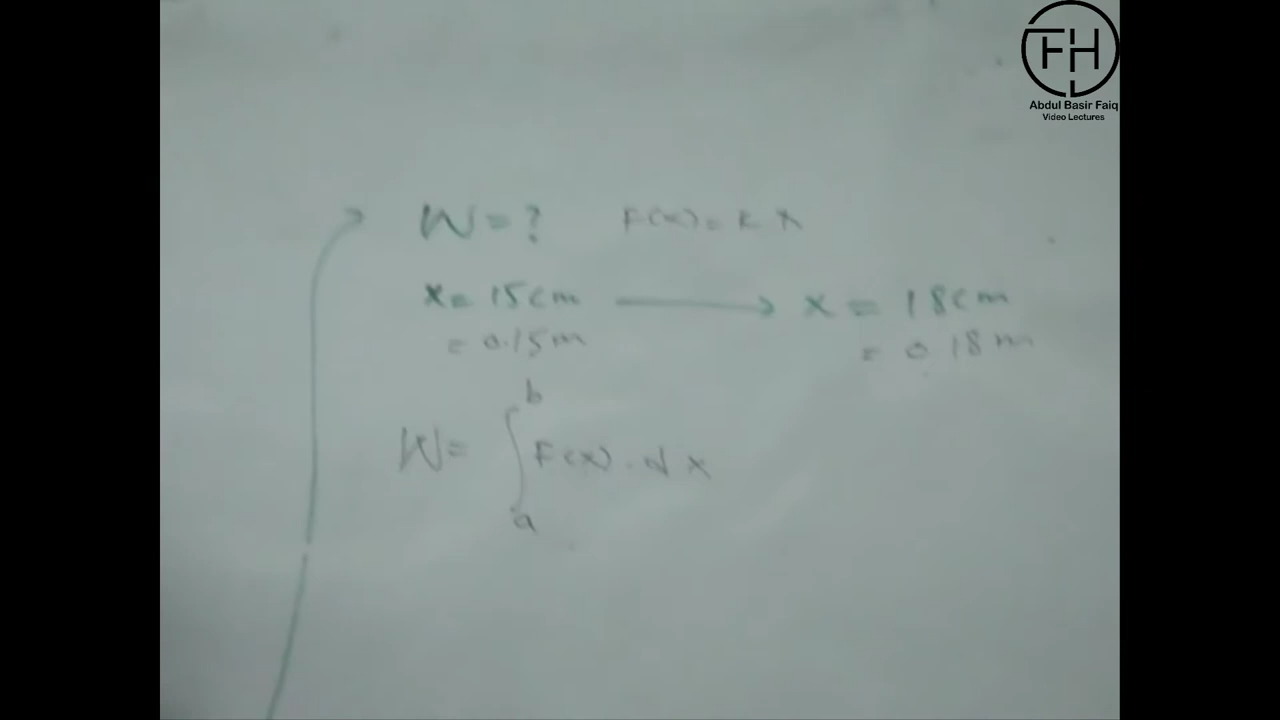 FH
Abdul Basir Faiq
Video Lectures
W = ? F(x) = k x
x = 15cm → x = 18cm
= 0.15m = 0.18m
W = ∫ₐᵇ F(x) . dx